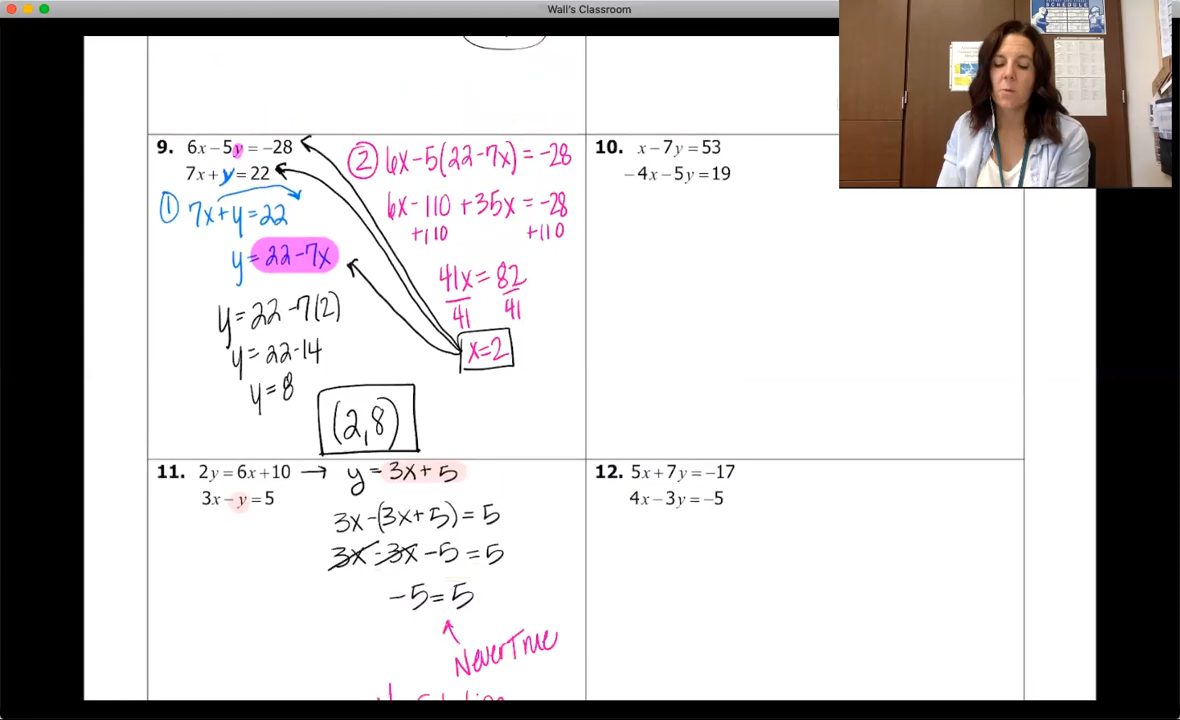 Wall's Classroom
SCHEDULE
9. 6x − 5y = −28
7x + y = 22
① 7x+y=22
y=22-7x
y=22-7(2)
y=22-14
y=8
(2,8)
② 6x-5(22-7x)=-28
6x-110+35x=-28
+110 +110
41x=82
41 41
x=2
10. x − 7y = 53
−4x − 5y = 19
11. 2y = 6x + 10 → y=3x+5
3x − y = 5
3x-(3x+5)=5
3x-3x-5=5
-5=5
Never True
12. 5x + 7y = −17
4x − 3y = −5